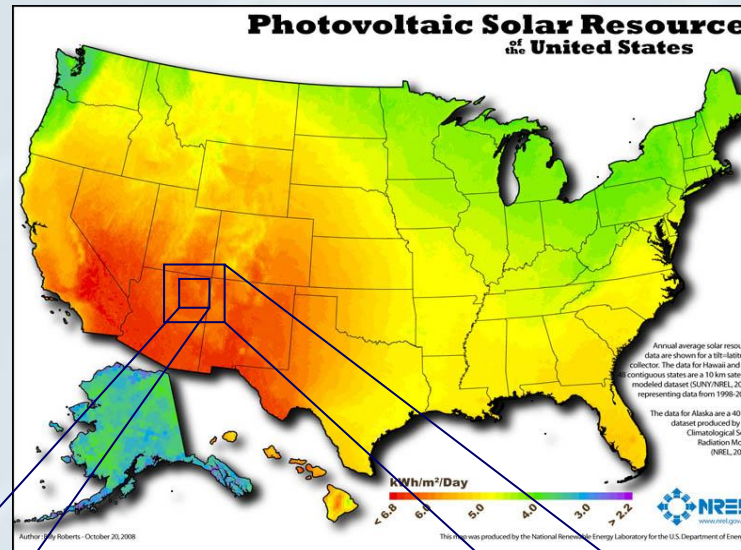 Photovoltaic Solar Resource
of the United States
Annual average solar resou
data are shown for a tilt=latit
collector. The data for Hawaii and
48 contiguous states are a 10 km sate
modeled dataset (SUNY/NREL, 20
representing data from 1998-20
The data for Alaska are a 40
dataset produced by
Climatological S
Radiation Mo
(NREL, 20
kWh/m²/Day
< 6.8 6.0 5.0 4.0 3.0 > 2.2
NREL
www.nrel.gov
Author : Billy Roberts - October 20, 2008
This map was produced by the National Renewable Energy Laboratory for the U.S. Department of Ener